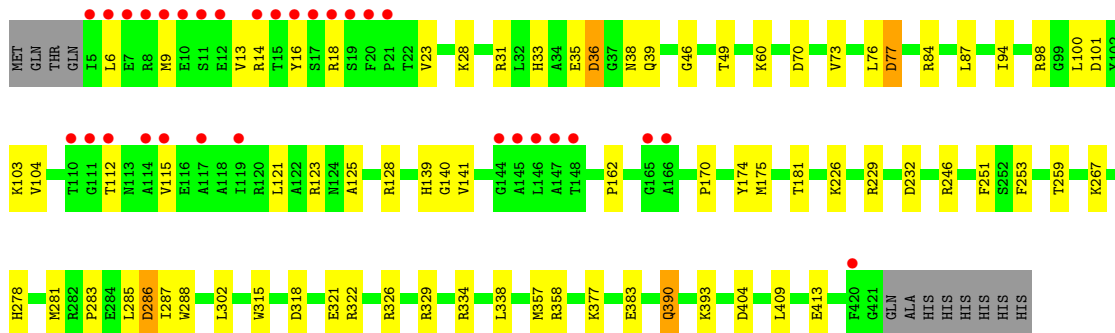 MET GLN THR GLN I5 L6 E7 R8 M9 E10 S11 E12 V13 R14 T15 Y16 S17 R18 S19 F20 P21 T22 V23 K28 R31 L32 H33 A34 E35 D36 G37 N38 Q39 G46 T49 K60 D70 V73 L76 D77 R84 L87 I94 R98 G99 L100 D101 Y102
K103 V104 T110 G111 T112 N113 A114 V115 E116 A117 A118 I119 R120 L121 A122 R123 N124 A125 R128 H139 G140 V141 G144 A145 L146 A147 T148 P162 G165 A166 P170 Y174 M175 T181 K226 R229 D232 R246 F251 S252 F253 T259 K267
H278 M281 R282 P283 E284 L285 D286 I287 W288 L302 W315 D318 E321 R322 R326 R329 R334 L338 M357 R358 K377 E383 Q390 K393 D404 L409 E413 F420 G421 GLN ALA HIS HIS HIS HIS HIS HIS